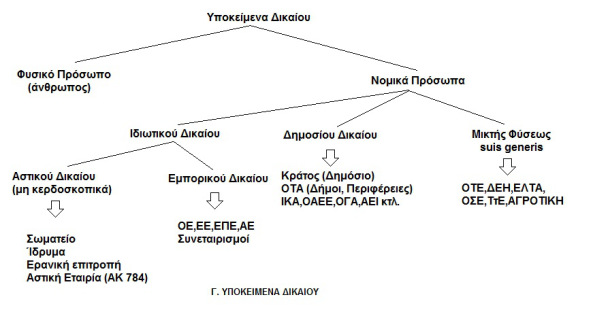 Υποκείμενα Δικαίου
Φυσικό Πρόσωπο
(άνθρωπος)
Νομικά Πρόσωπα
Ιδιωτικού Δικαίου
Δημοσίου Δικαίου
Μικτής Φύσεως
suis generis
Αστικού Δικαίου
(μη κερδοσκοπικά)
Εμπορικού Δικαίου
Κράτος (Δημόσιο)
ΟΤΑ (Δήμοι, Περιφέρειες)
ΙΚΑ,ΟΑΕΕ,ΟΓΑ,ΑΕΙ κτλ.
ΟΤΕ,ΔΕΗ,ΕΛΤΑ,
ΟΣΕ,ΤτΕ,ΑΓΡΟΤΙΚΗ
ΟΕ,ΕΕ,ΕΠΕ,ΑΕ
Συνεταιρισμοί
Σωματείο
Ίδρυμα
Ερανική επιτροπή
Αστική Εταιρία (ΑΚ 784)
Γ. ΥΠΟΚΕΙΜΕΝΑ ΔΙΚΑΙΟΥ